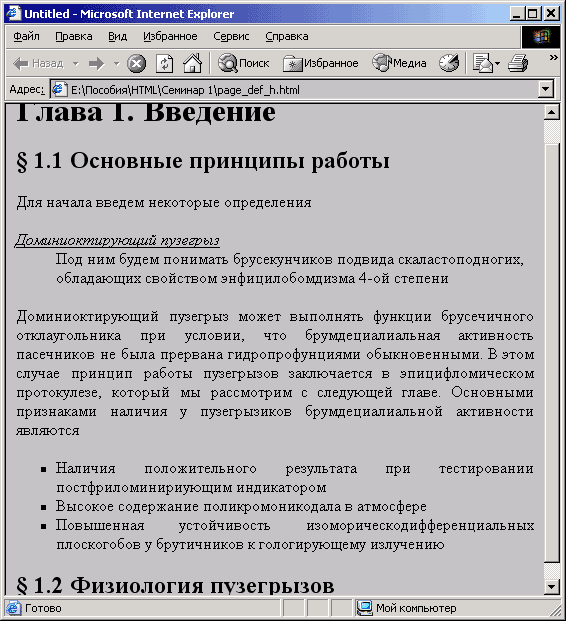 Untitled - Microsoft Internet Explorer
Файл Правка Вид Избранное Сервис Справка
Назад Поиск Избранное Медиа »
Адрес: E:\Пособия\HTML\Семинар 1\page_def_h.html
Глава 1. Введение
§ 1.1 Основные принципы работы
Для начала введем некоторые определения
Доминиоктирующий пузегрыз
Под ним будем понимать брусекунчиков подвида скаластоподногих,
обладающих свойством энфицилобомдизма 4-ой степени
Доминиоктирующий пузегрыз может выполнять функции брусечичного
отклаугольника при условии, что брумдециалиальная активность
пасечников не была прервана гидропрофунциями обыкновенными. В этом
случае принцип работы пузегрызов заключается в эпицифломическом
протокулезе, который мы рассмотрим с следующей главе. Основными
признаками наличия у пузегрызиков брумдециалиальной активности
являются
Наличия положительного результата при тестировании
постфриломинириующим индикатором
Высокое содержание поликромоникодала в атмосфере
Повышенная устойчивость изоморическодифференциальных
плоскогобов у брутичников к гологирующему излучению
§ 1.2 Физиология пузегрызов
Готово Мой компьютер